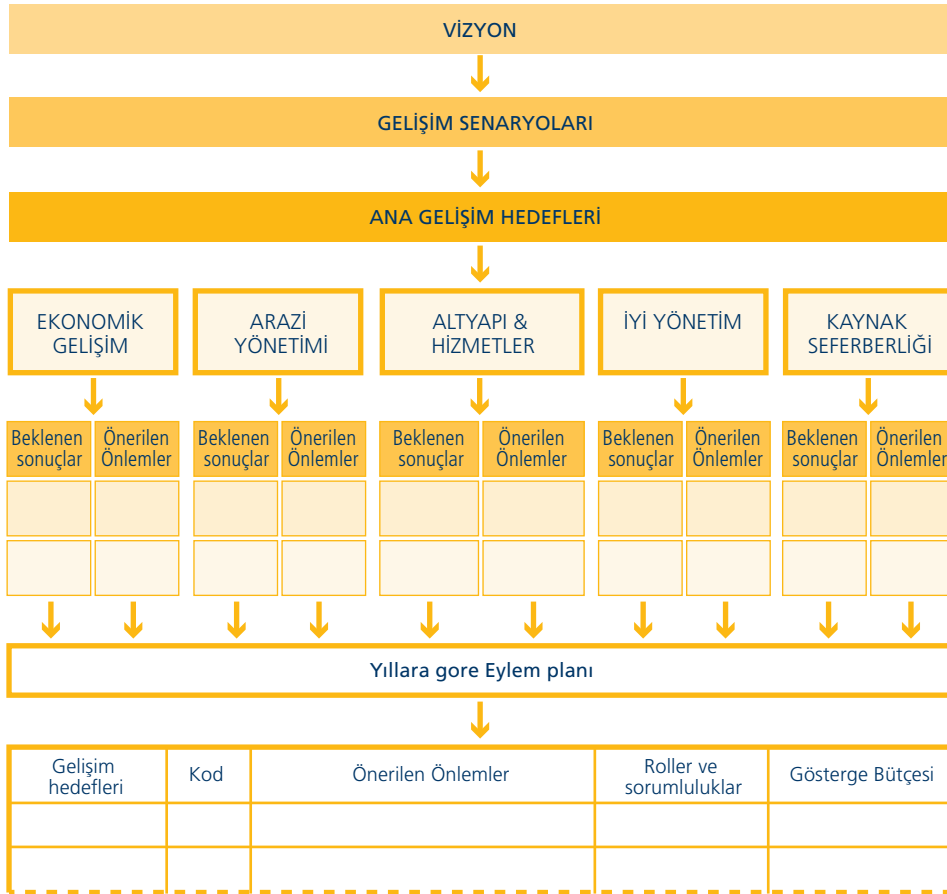 VİZYON
GELİŞİM SENARYOLARI
ANA GELİŞİM HEDEFLERİ
EKONOMİK
GELİŞİM
ARAZİ
YÖNETİMİ
ALTYAPI &
HİZMETLER
İYİ YÖNETİM
KAYNAK
SEFERBERLİĞİ
Beklenen
sonuçlar
Önerilen
Önlemler
Beklenen
sonuçlar
Önerilen
Önlemler
Beklenen
sonuçlar
Önerilen
Önlemler
Beklenen
sonuçlar
Önerilen
Önlemler
Beklenen
sonuçlar
Önerilen
Önlemler
Yıllara gore Eylem planı
Gelişim
hedefleri
Kod
Önerilen Önlemler
Roller ve
sorumluluklar
Gösterge Bütçesi